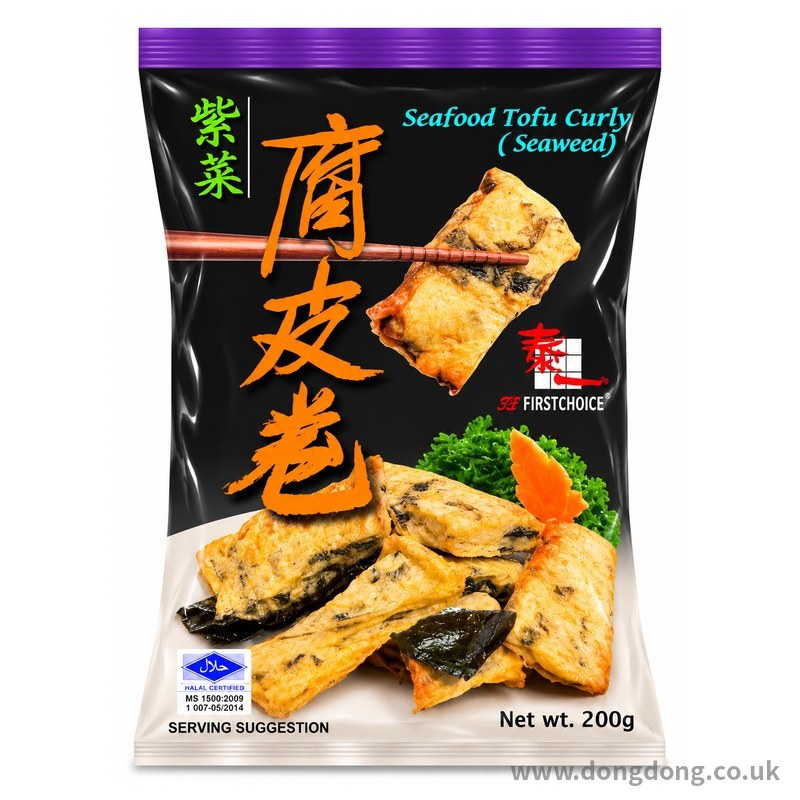 紫菜
腐皮卷
Seafood Tofu Curly
( Seaweed)
泰一
TE FIRSTCHOICE®
حلال
HALAL CERTIFIED
MS 1500:2009
1 007-05/2014
SERVING SUGGESTION
Net wt. 200g
www.dongdong.co.uk